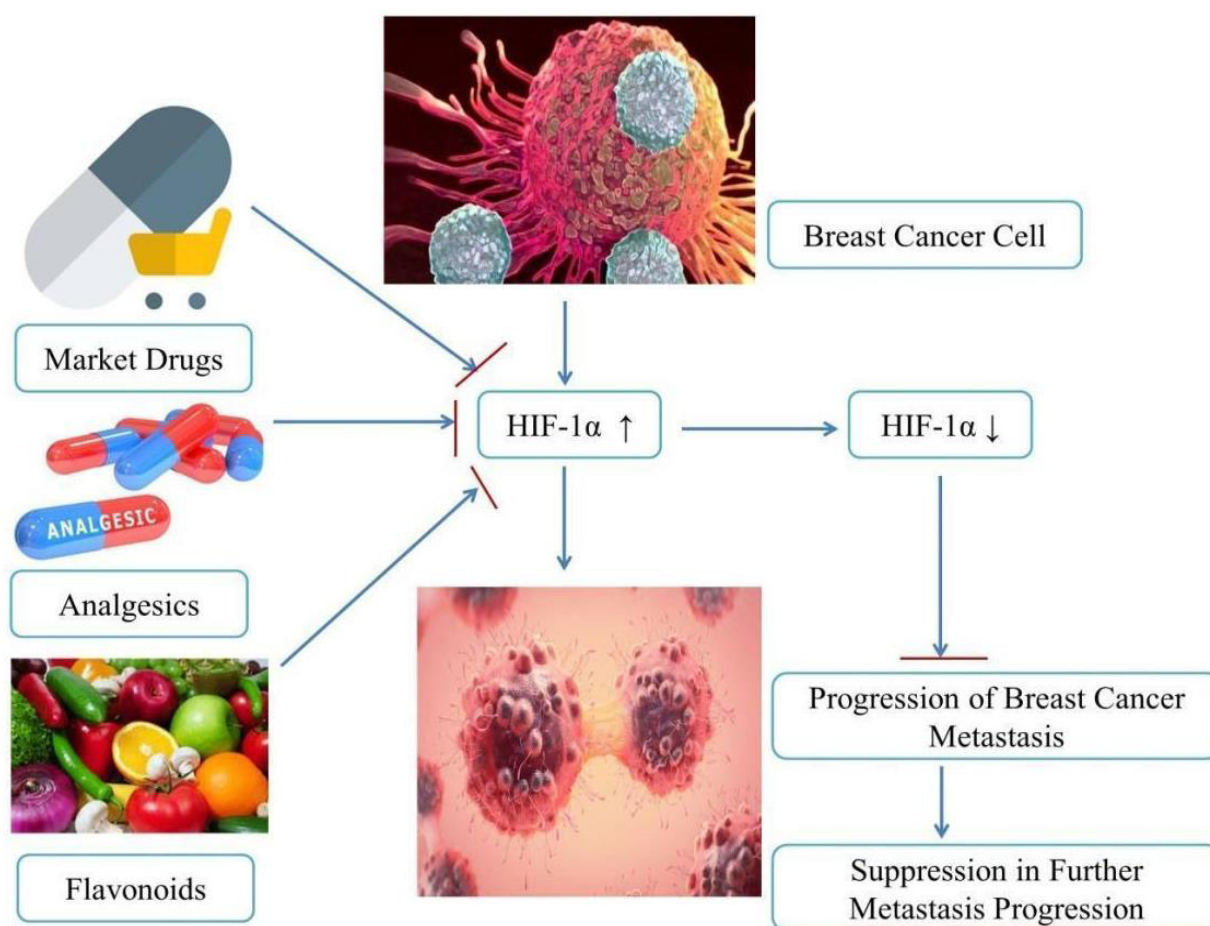 Breast Cancer Cell
Market Drugs
HIF-1α ↑
HIF-1α ↓
ANALGESIC
Analgesics
Progression of Breast Cancer
Metastasis
Flavonoids
Suppression in Further
Metastasis Progression